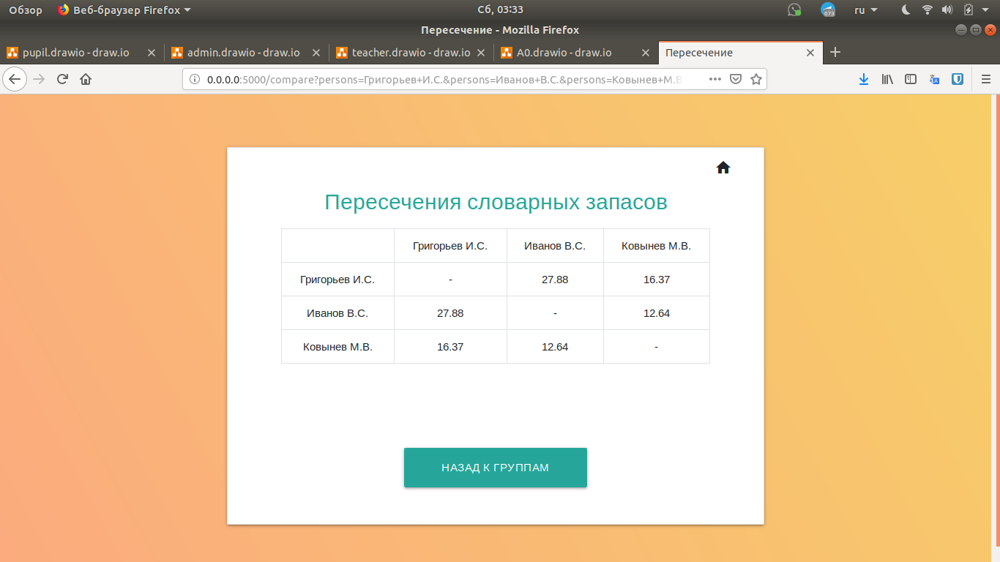 Обзор Веб-браузер Firefox Сб, 03:33 673 ru
Пересечение - Mozilla Firefox
pupil.drawio - draw.io admin.drawio - draw.io teacher.drawio - draw.io A0.drawio - draw.io Пересечение
0.0.0.0:5000/compare?persons=Григорьев+И.С.&persons=Иванов+В.С.&persons=Ковынев+М.В
Пересечения словарных запасов
Григорьев И.С. Иванов В.С. Ковынев М.В.
Григорьев И.С. - 27.88 16.37
Иванов В.С. 27.88 - 12.64
Ковынев М.В. 16.37 12.64 -
НАЗАД К ГРУППАМ